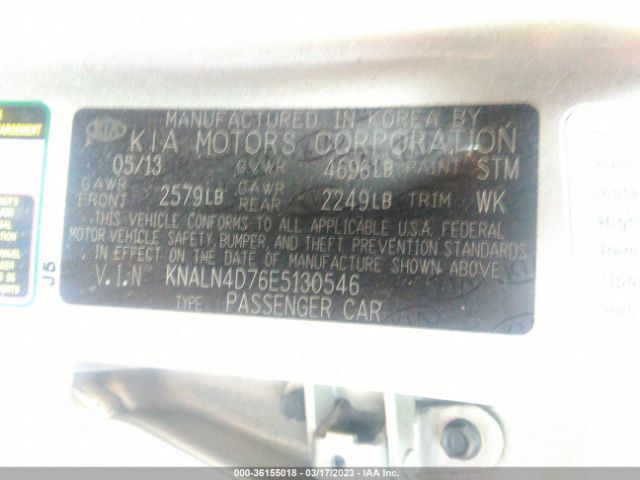 MANUFACTURED IN KOREA BY
KIA KIA MOTORS CORPORATION
05/13 GVWR 4696LB PAINT STM
GAWR FRONT 2579LB GAWR REAR 2249LB TRIM WK
THIS VEHICLE CONFORMS TO ALL APPLICABLE U.S.A. FEDERAL
MOTOR VEHICLE SAFETY, BUMPER, AND THEFT PREVENTION STANDARDS
IN EFFECT ON THE DATE OF MANUFACTURE SHOWN ABOVE.
V.I.N KNALN4D76E5130546
TYPE PASSENGER CAR
J5
000-36155018 - 03/17/2023 - IAA Inc.